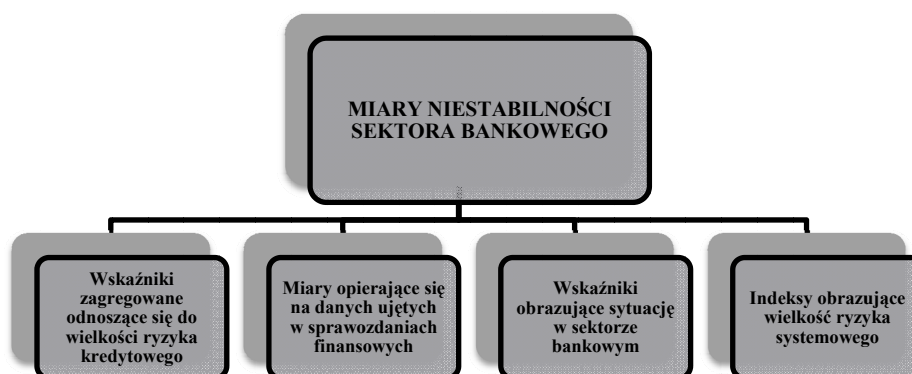 MIARY NIESTABILNOŚCI
SEKTORA BANKOWEGO
Wskaźniki
zagregowane
odnoszące się do
wielkości ryzyka
kredytowego
Miary opierające się
na danych ujętych
w sprawozdaniach
finansowych
Wskaźniki
obrazujące sytuację
w sektorze
bankowym
Indeksy obrazujące
wielkość ryzyka
systemowego